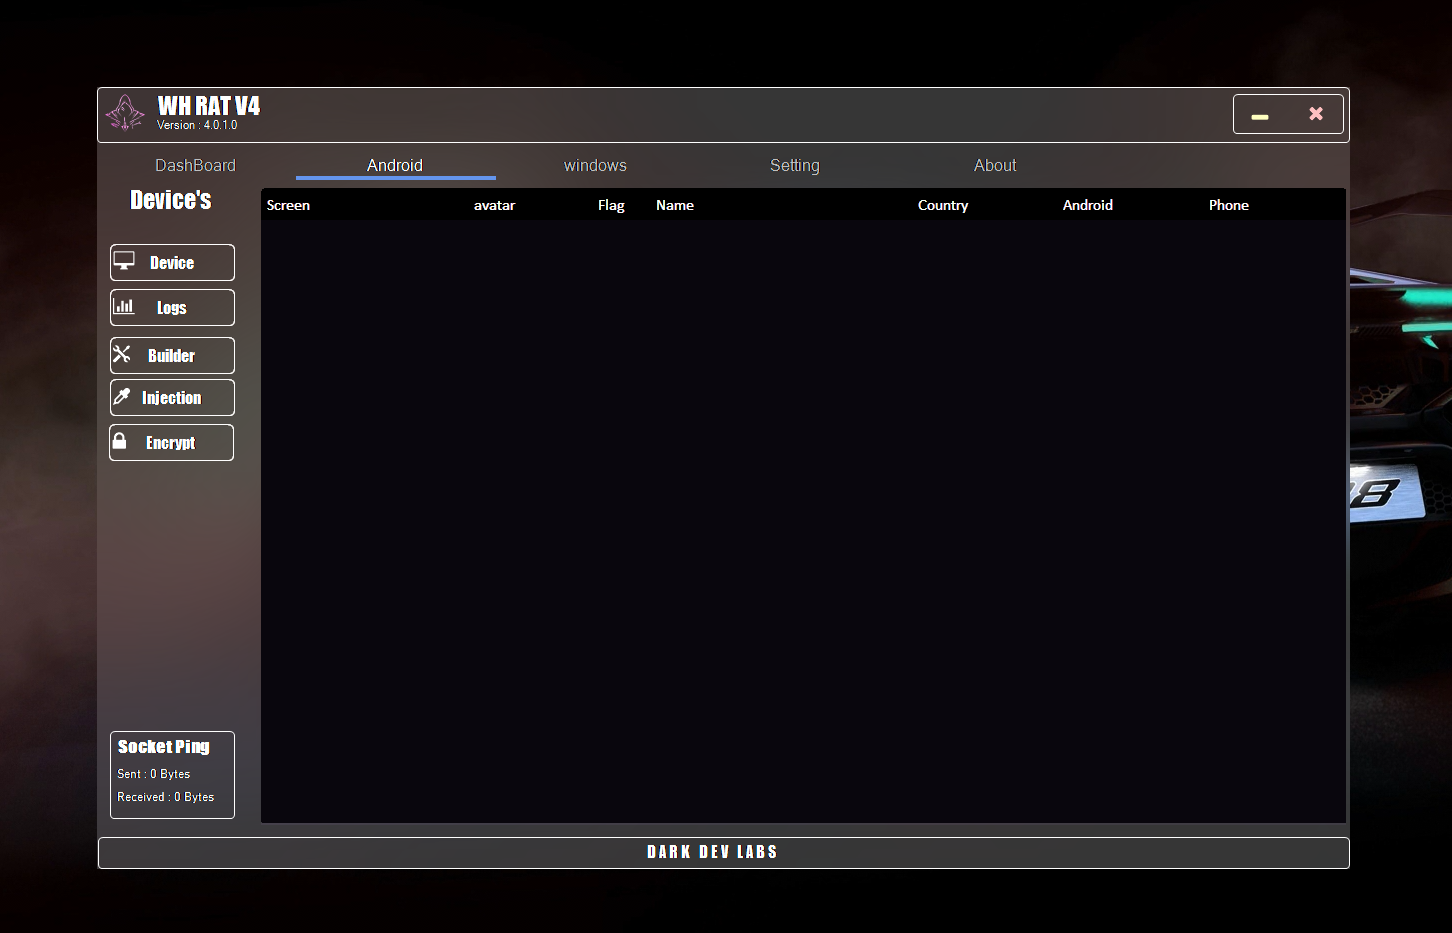 WH RAT V4
Version : 4.0.1.0
DashBoard Android windows Setting About
Device's
Screen avatar Flag Name Country Android Phone
Device
Logs
Builder
Injection
Encrypt
Socket Ping
Sent : 0 Bytes
Received : 0 Bytes
DARK DEV LABS